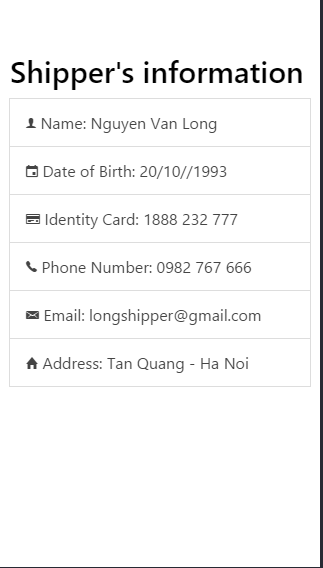 Shipper's information
Name: Nguyen Van Long
Date of Birth: 20/10//1993
Identity Card: 1888 232 777
Phone Number: 0982 767 666
Email: longshipper@gmail.com
Address: Tan Quang - Ha Noi